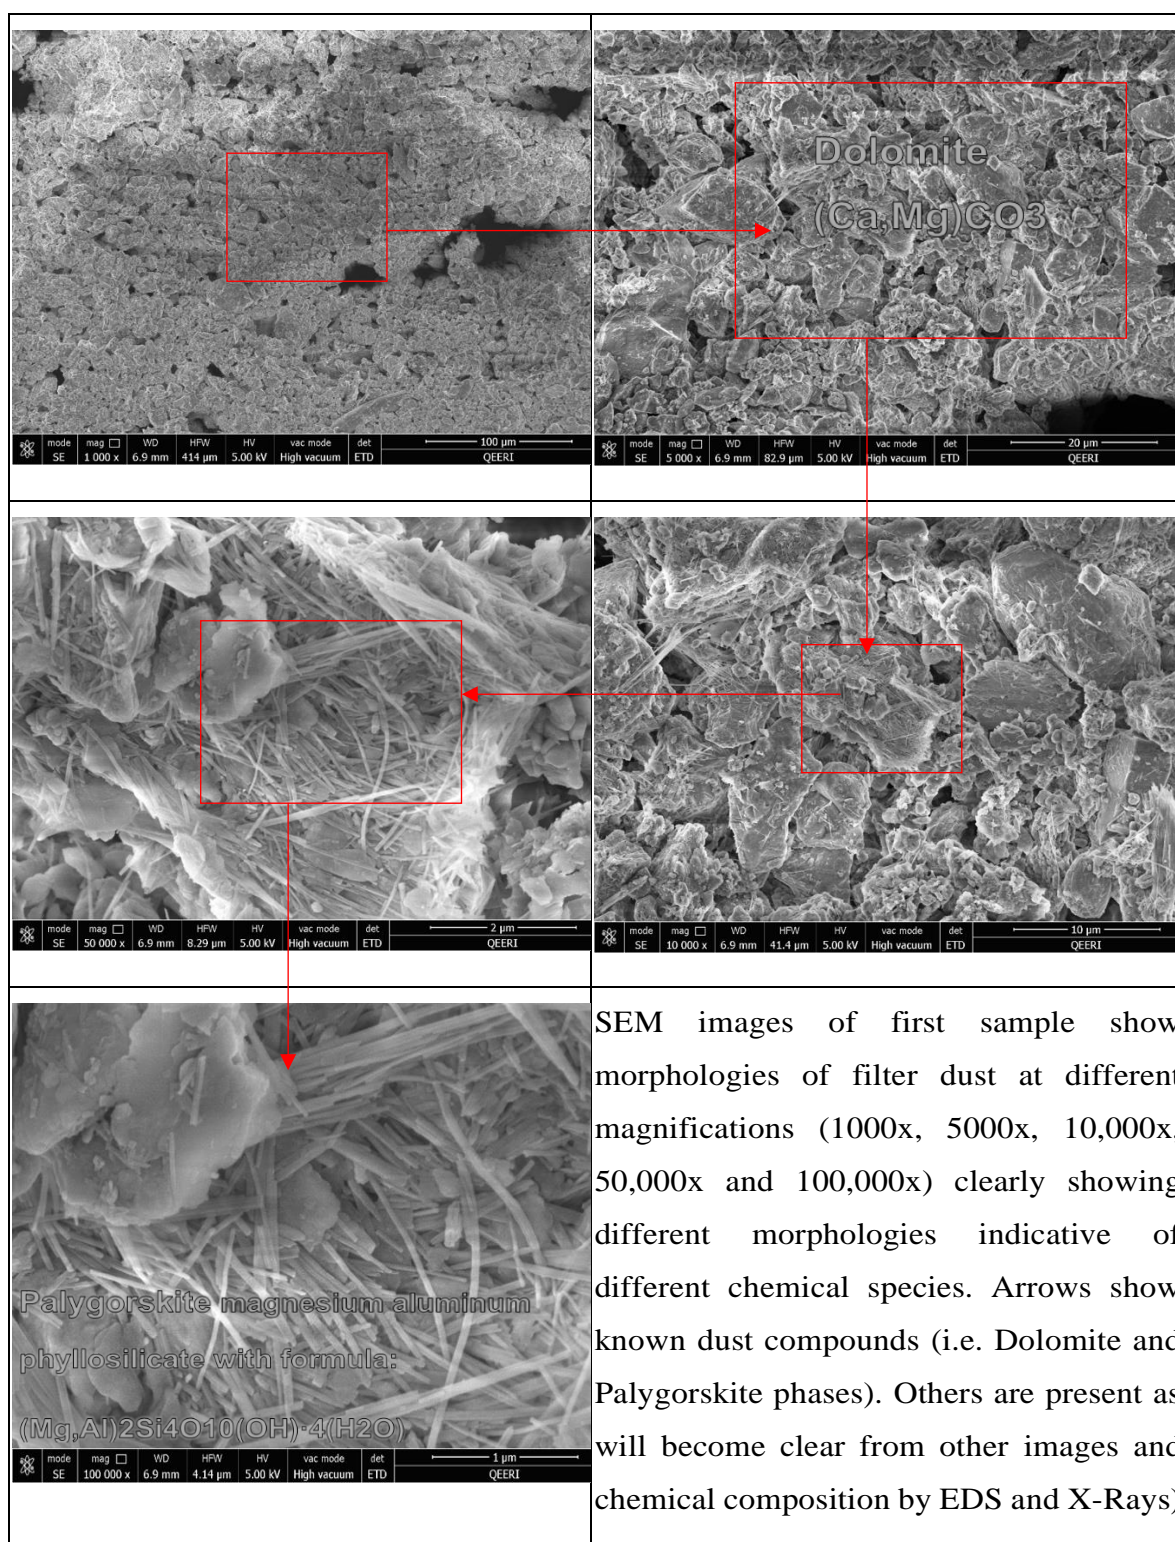 Dolomite
(Ca,Mg)CO3
mode mag WD HFW HV vac mode det 100 µm
SE 1 000 x 6.9 mm 414 µm 5.00 kV High vacuum ETD QEERI
mode mag WD HFW HV vac mode det 20 µm
SE 5 000 x 6.9 mm 82.9 µm 5.00 kV High vacuum ETD QEERI
mode mag WD HFW HV vac mode det 2 µm
SE 50 000 x 6.9 mm 8.29 µm 5.00 kV High vacuum ETD QEERI
mode mag WD HFW HV vac mode det 10 µm
SE 10 000 x 6.9 mm 41.4 µm 5.00 kV High vacuum ETD QEERI
Palygorskite magnesium aluminum
phyllosilicate with formula:
(Mg,Al)2Si4O10(OH)·4(H2O)
mode mag WD HFW HV vac mode det 1 µm
SE 100 000 x 6.9 mm 4.14 µm 5.00 kV High vacuum ETD QEERI
SEM images of first sample show
morphologies of filter dust at different
magnifications (1000x, 5000x, 10,000x,
50,000x and 100,000x) clearly showing
different morphologies indicative of
different chemical species. Arrows show
known dust compounds (i.e. Dolomite and
Palygorskite phases). Others are present as
will become clear from other images and
chemical composition by EDS and X-Rays)